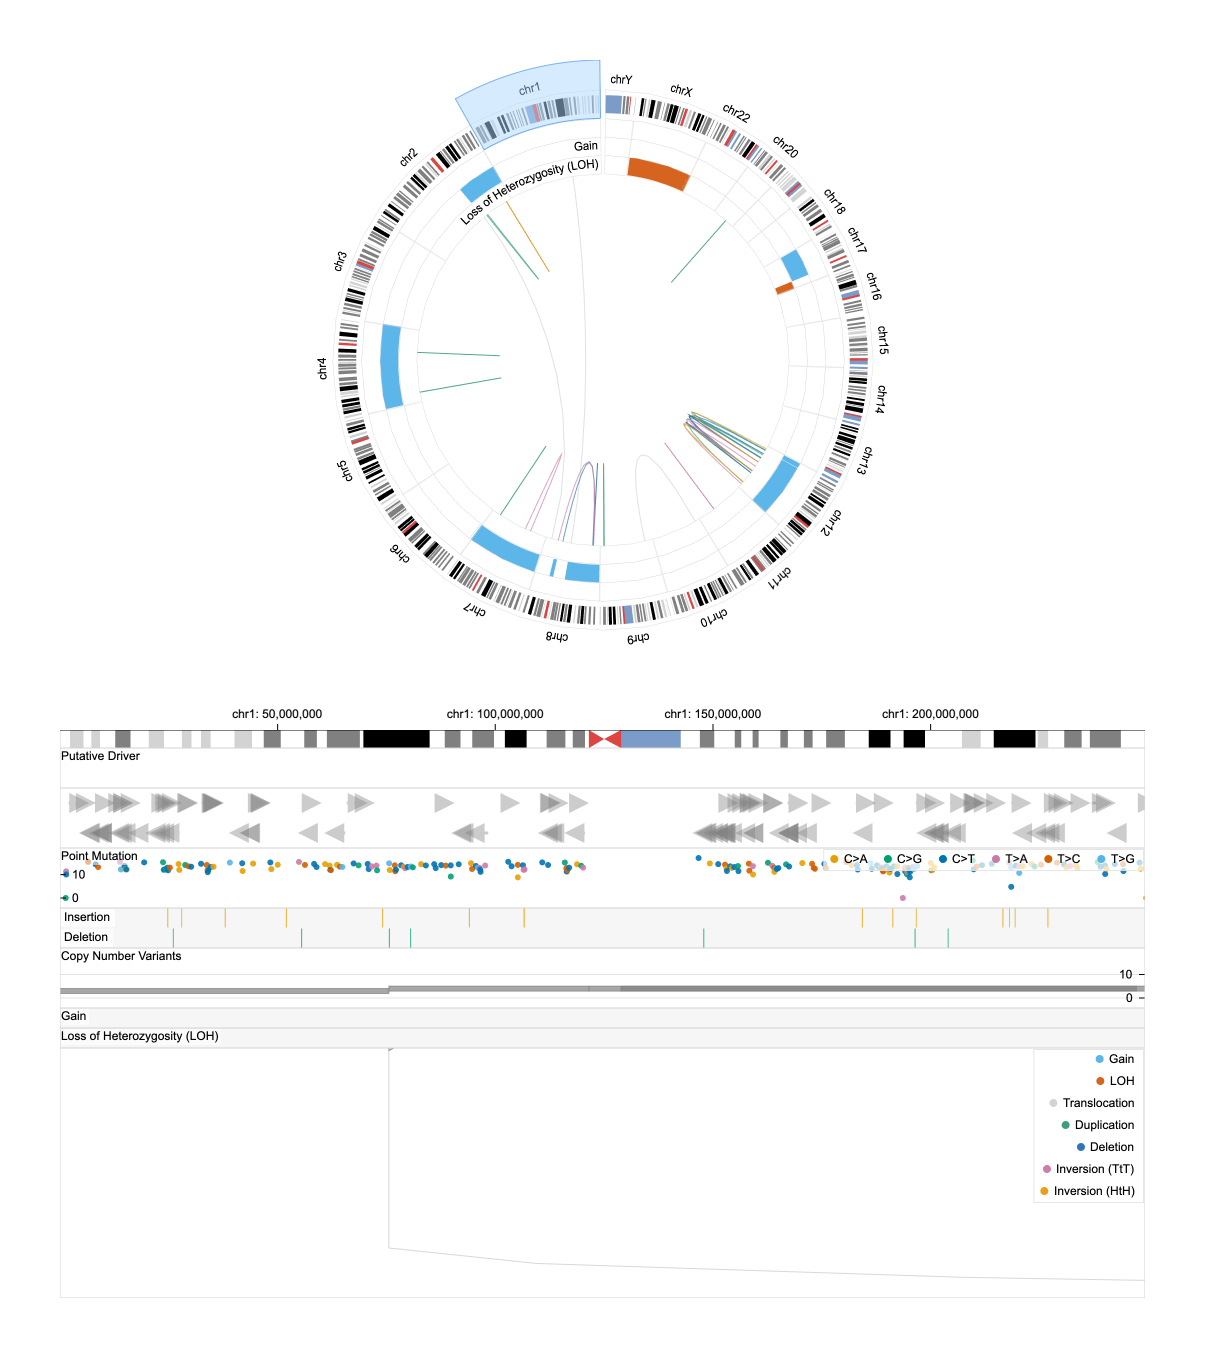 chr1
chrY
chrX
chr22
chr20
chr18
chr17
chr16
chr15
chr14
chr13
chr12
chr11
chr10
chr9
chr8
chr7
chr6
chr5
chr4
chr3
chr2
Gain
Loss of Heterozygosity (LOH)
chr1: 50,000,000 chr1: 100,000,000 chr1: 150,000,000 chr1: 200,000,000
Putative Driver
Point Mutation
C>A C>G C>T T>A T>C T>G
10
0
Insertion
Deletion
Copy Number Variants
10
0
Gain
Loss of Heterozygosity (LOH)
Gain
LOH
Translocation
Duplication
Deletion
Inversion (TtT)
Inversion (HtH)